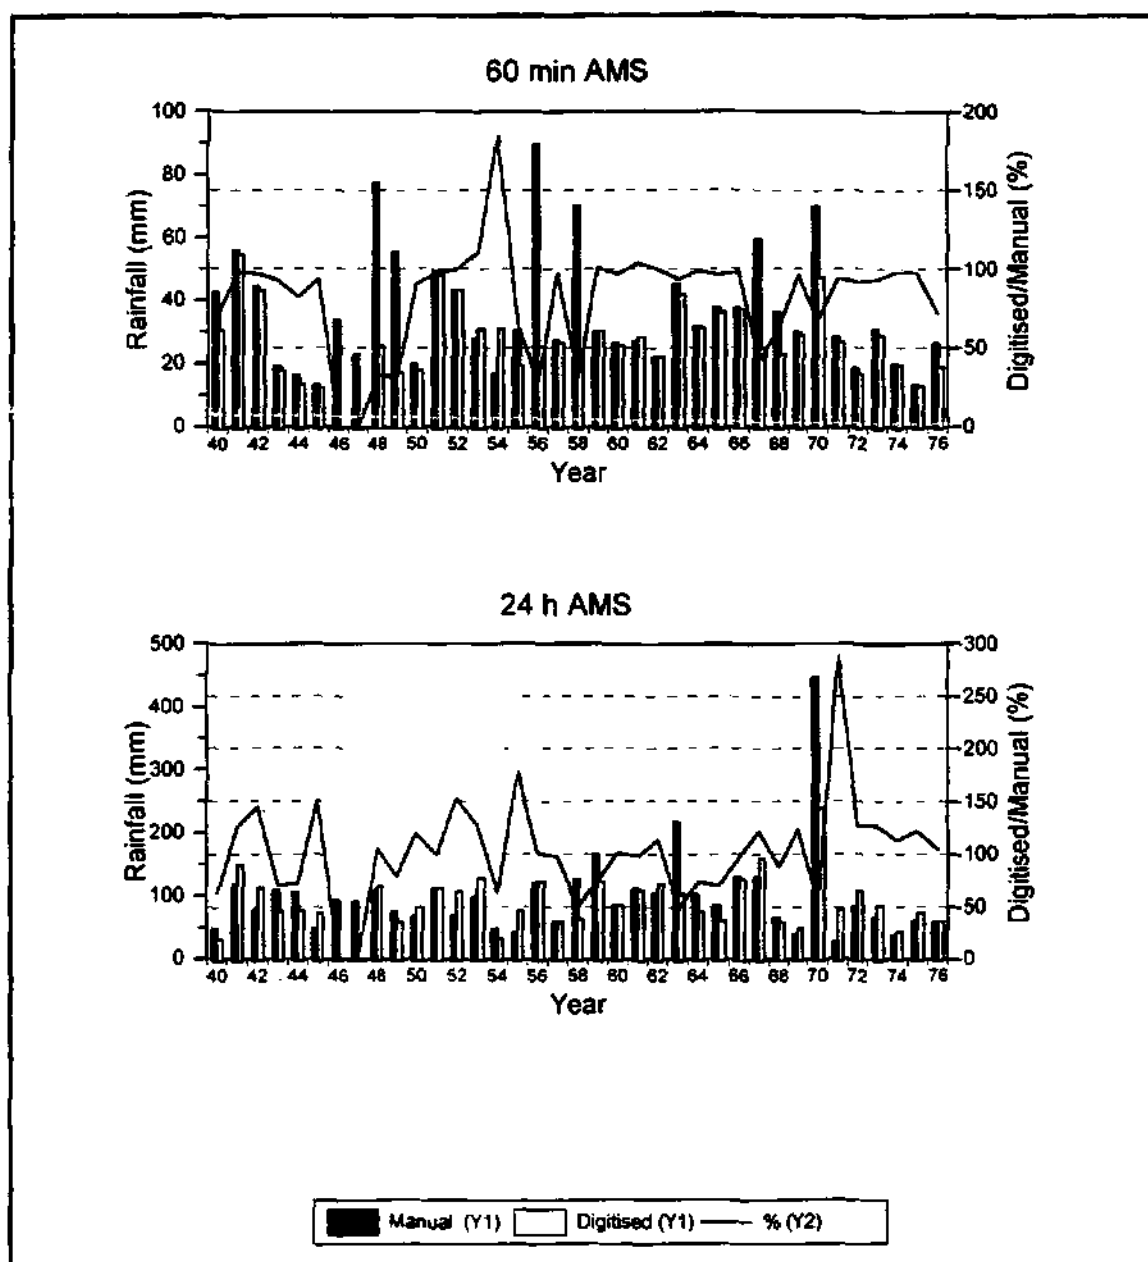 60 min AMS
100
80
60
40
20
0
Rainfall (mm)
200
150
100
50
0
Digitised/Manual (%)
40 42 44 46 48 50 52 54 56 58 60 62 64 66 68 70 72 74 76
Year
24 h AMS
500
400
300
200
100
0
Rainfall (mm)
300
250
200
150
100
50
0
Digitised/Manual (%)
40 42 44 46 48 50 52 54 56 58 60 62 64 66 68 70 72 74 76
Year
Manual (Y1) Digitised (Y1) % (Y2)